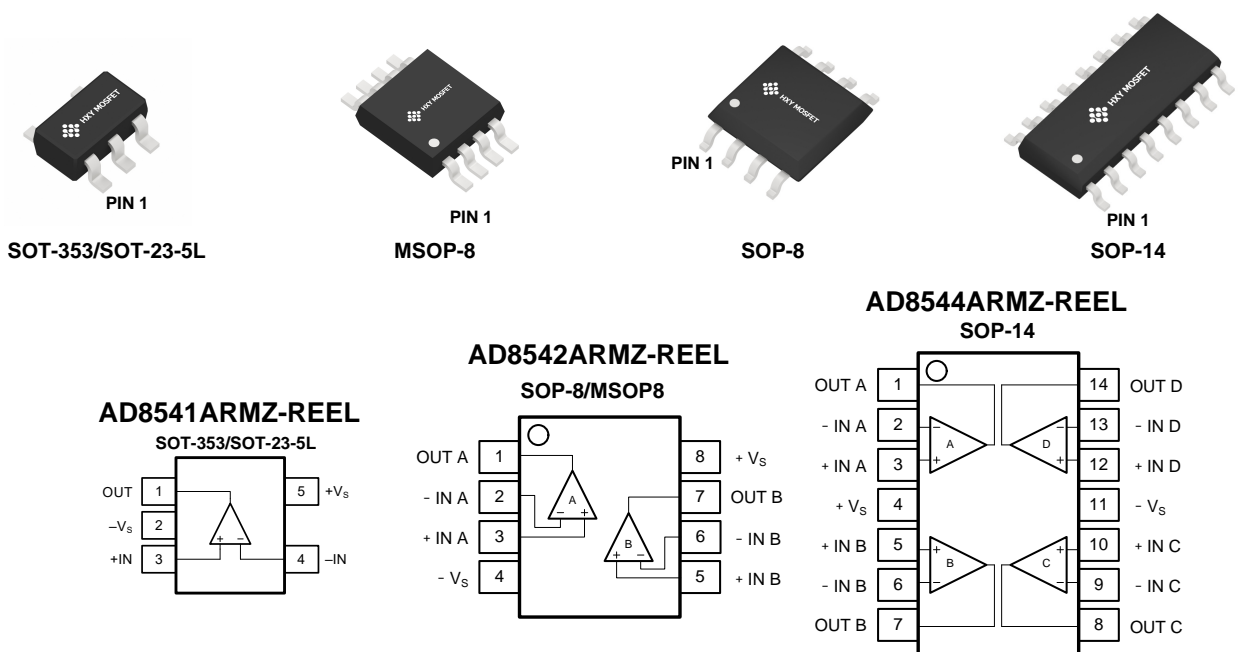 HXY MOSFET
HXY MOSFET
HXY MOSFET
HXY MOSFET
PIN 1
PIN 1
PIN 1
PIN 1
SOT-353/SOT-23-5L
MSOP-8
SOP-8
SOP-14
AD8541ARMZ-REEL
SOT-353/SOT-23-5L
OUT 1
–VS 2
+IN 3
5 +VS
4 –IN
+ −
AD8542ARMZ-REEL
SOP-8/MSOP8
OUT A 1
- IN A 2
+ IN A 3
- VS 4
8 + VS
7 OUT B
6 - IN B
5 + IN B
A
− +
B
+ −
AD8544ARMZ-REEL
SOP-14
OUT A 1
- IN A 2
+ IN A 3
+ VS 4
+ IN B 5
- IN B 6
OUT B 7
14 OUT D
13 - IN D
12 + IN D
11 - VS
10 + IN C
9 - IN C
8 OUT C
−
A
+
−
D
+
+
B
−
+
C
−